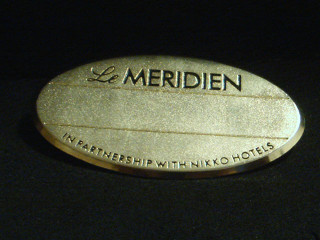 Le MERIDIEN
IN PARTNERSHIP WITH NIKKO HOTELS